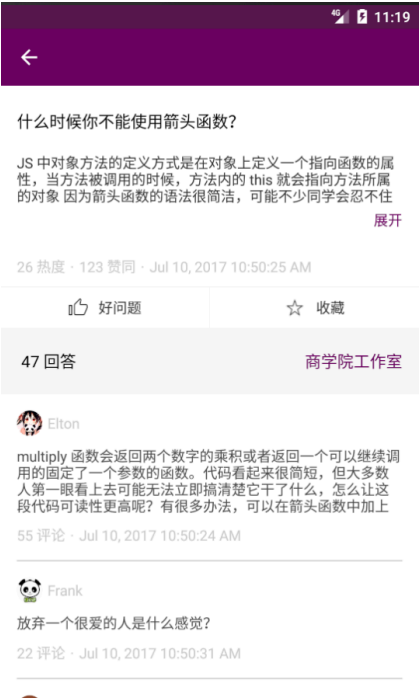 4G 11:19
什么时候你不能使用箭头函数?
JS 中对象方法的定义方式是在对象上定义一个指向函数的属
性，当方法被调用的时候，方法内的 this 就会指向方法所属
的对象 因为箭头函数的语法很简洁，可能不少同学会忍不住
展开
26 热度 · 123 赞同 · Jul 10, 2017 10:50:25 AM
好问题 收藏
47 回答 商学院工作室
Elton
multiply 函数会返回两个数字的乘积或者返回一个可以继续调
用的固定了一个参数的函数。代码看起来很简短，但大多数
人第一眼看上去可能无法立即搞清楚它干了什么，怎么让这
段代码可读性更高呢？有很多办法，可以在箭头函数中加上
55 评论 · Jul 10, 2017 10:50:24 AM
Frank
放弃一个很爱的人是什么感觉?
22 评论 · Jul 10, 2017 10:50:31 AM